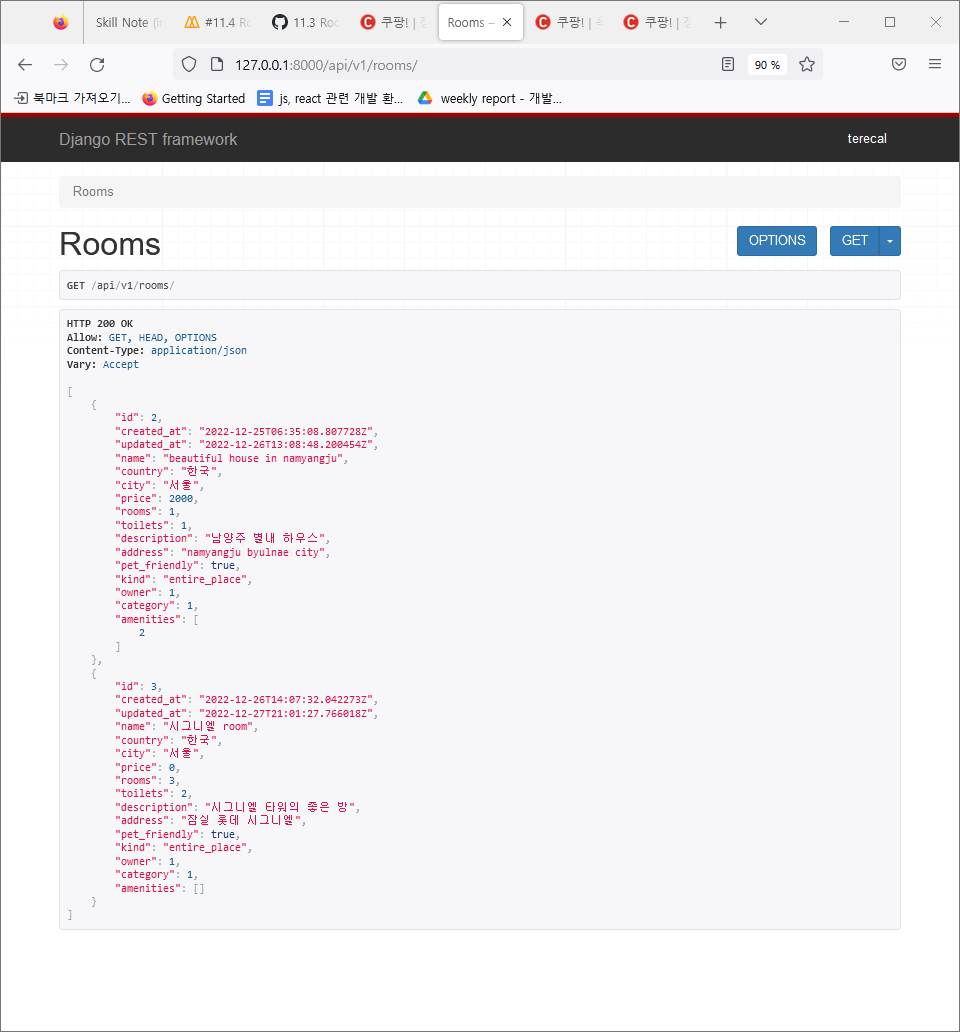 Skill Note (in
#11.4 Ro
11.3 Roo
쿠팡! |
Rooms –
쿠팡! |
쿠팡! |
127.0.0.1:8000/api/v1/rooms/
90 %
북마크 가져오기...
Getting Started
js, react 관련 개발 환...
weekly report - 개발...
Django REST framework
terecal
Rooms
Rooms
OPTIONS
GET
GET /api/v1/rooms/
HTTP 200 OK
Allow: GET, HEAD, OPTIONS
Content-Type: application/json
Vary: Accept
[
{
"id": 2,
"created_at": "2022-12-25T06:35:08.807728Z",
"updated_at": "2022-12-26T13:08:48.200454Z",
"name": "beautiful house in namyangju",
"country": "한국",
"city": "서울",
"price": 2000,
"rooms": 1,
"toilets": 1,
"description": "남양주 별내 하우스",
"address": "namyangju byulnae city",
"pet_friendly": true,
"kind": "entire_place",
"owner": 1,
"category": 1,
"amenities": [
2
]
},
{
"id": 3,
"created_at": "2022-12-26T14:07:32.042273Z",
"updated_at": "2022-12-27T21:01:27.766018Z",
"name": "시그니엘 room",
"country": "한국",
"city": "서울",
"price": 0,
"rooms": 3,
"toilets": 2,
"description": "시그니엘 타워의 좋은 방",
"address": "잠실 롯데 시그니엘",
"pet_friendly": true,
"kind": "entire_place",
"owner": 1,
"category": 1,
"amenities": []
}
]